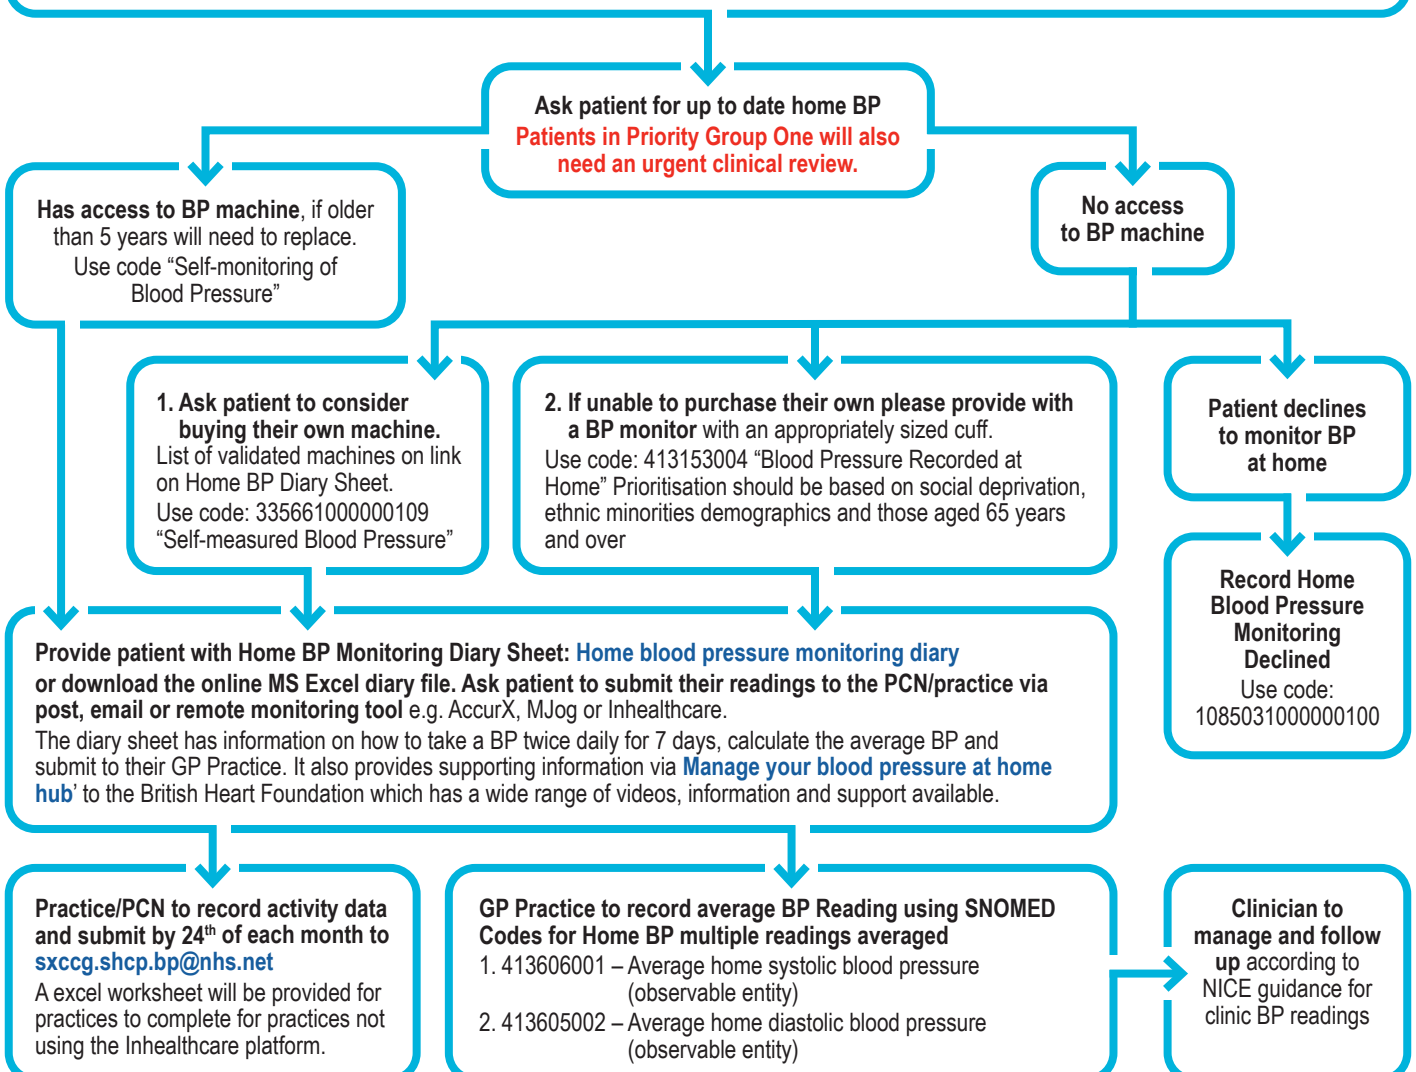 Ask patient for up to date home BP
Patients in Priority Group One will also
need an urgent clinical review.
Has access to BP machine, if older
than 5 years will need to replace.
Use code “Self-monitoring of
Blood Pressure”
No access
to BP machine
1. Ask patient to consider
buying their own machine.
List of validated machines on link
on Home BP Diary Sheet.
Use code: 335661000000109
“Self-measured Blood Pressure”
2. If unable to purchase their own please provide with
a BP monitor with an appropriately sized cuff.
Use code: 413153004 “Blood Pressure Recorded at
Home” Prioritisation should be based on social deprivation,
ethnic minorities demographics and those aged 65 years
and over
Patient declines
to monitor BP
at home
Record Home
Blood Pressure
Monitoring
Declined
Use code:
1085031000000100
Provide patient with Home BP Monitoring Diary Sheet: Home blood pressure monitoring diary
or download the online MS Excel diary file. Ask patient to submit their readings to the PCN/practice via
post, email or remote monitoring tool e.g. AccurX, MJog or Inhealthcare.
The diary sheet has information on how to take a BP twice daily for 7 days, calculate the average BP and
submit to their GP Practice. It also provides supporting information via Manage your blood pressure at home
hub’ to the British Heart Foundation which has a wide range of videos, information and support available.
Practice/PCN to record activity data
and submit by 24th of each month to
sxccg.shcp.bp@nhs.net
A excel worksheet will be provided for
practices to complete for practices not
using the Inhealthcare platform.
GP Practice to record average BP Reading using SNOMED
Codes for Home BP multiple readings averaged
1. 413606001 – Average home systolic blood pressure
(observable entity)
2. 413605002 – Average home diastolic blood pressure
(observable entity)
Clinician to
manage and follow
up according to
NICE guidance for
clinic BP readings